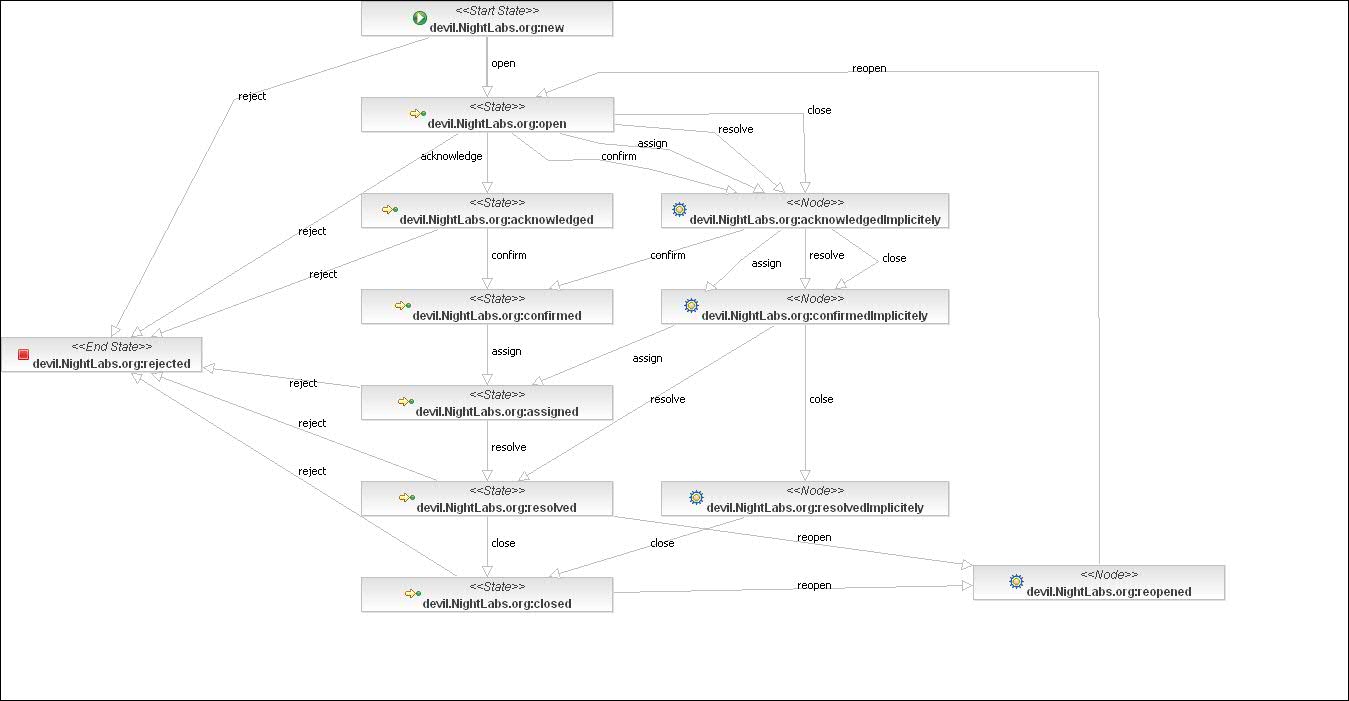 <<Start State>>
devil.NightLabs.org:new
open
reopen
reject
<<State>>
devil.NightLabs.org:open
close
resolve
assign
confirm
acknowledge
<<State>>
devil.NightLabs.org:acknowledged
<<Node>>
devil.NightLabs.org:acknowledgedImplicitely
reject
reject
confirm
confirm
assign
resolve
close
<<State>>
devil.NightLabs.org:confirmed
<<Node>>
devil.NightLabs.org:confirmedImplicitely
<<End State>>
devil.NightLabs.org:rejected
assign
assign
reject
<<State>>
devil.NightLabs.org:assigned
resolve
colse
reject
resolve
reject
<<State>>
devil.NightLabs.org:resolved
<<Node>>
devil.NightLabs.org:resolvedImplicitely
close
close
reopen
<<State>>
devil.NightLabs.org:closed
reopen
<<Node>>
devil.NightLabs.org:reopened